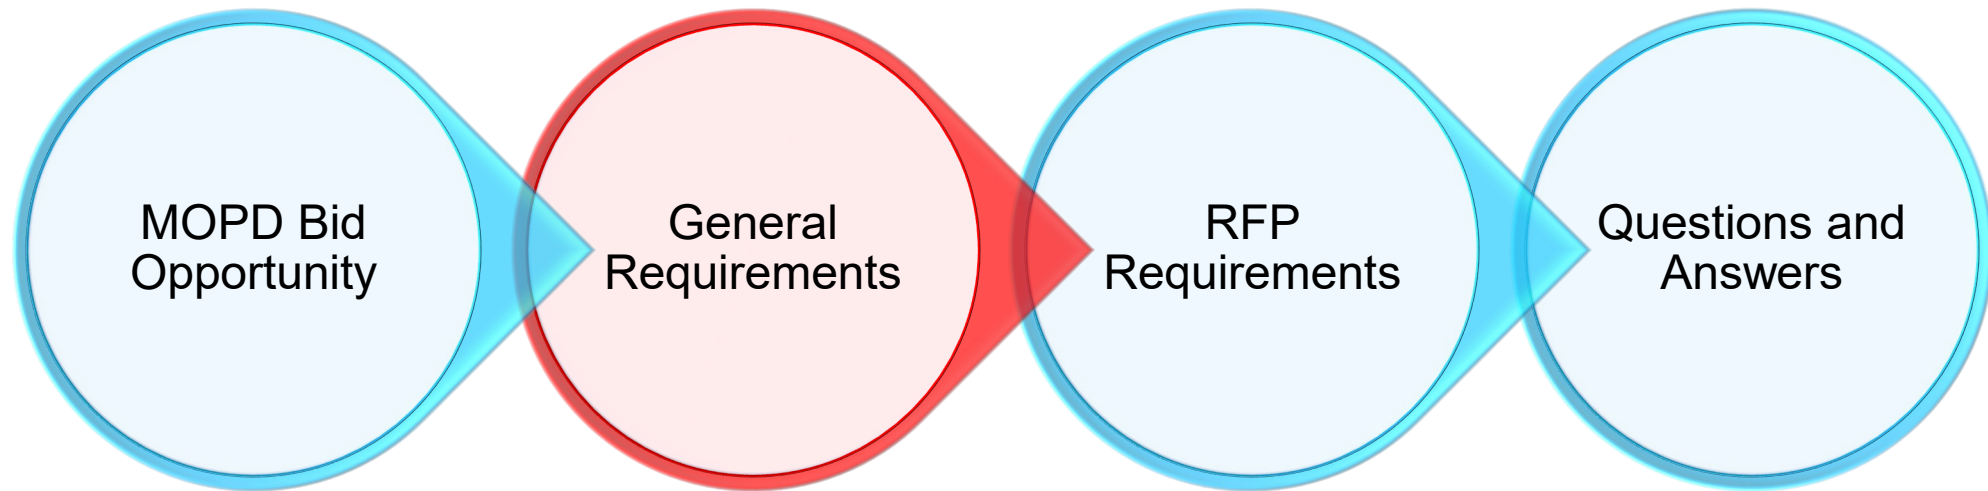 MOPD Bid
Opportunity
General
Requirements
RFP
Requirements
Questions and
Answers